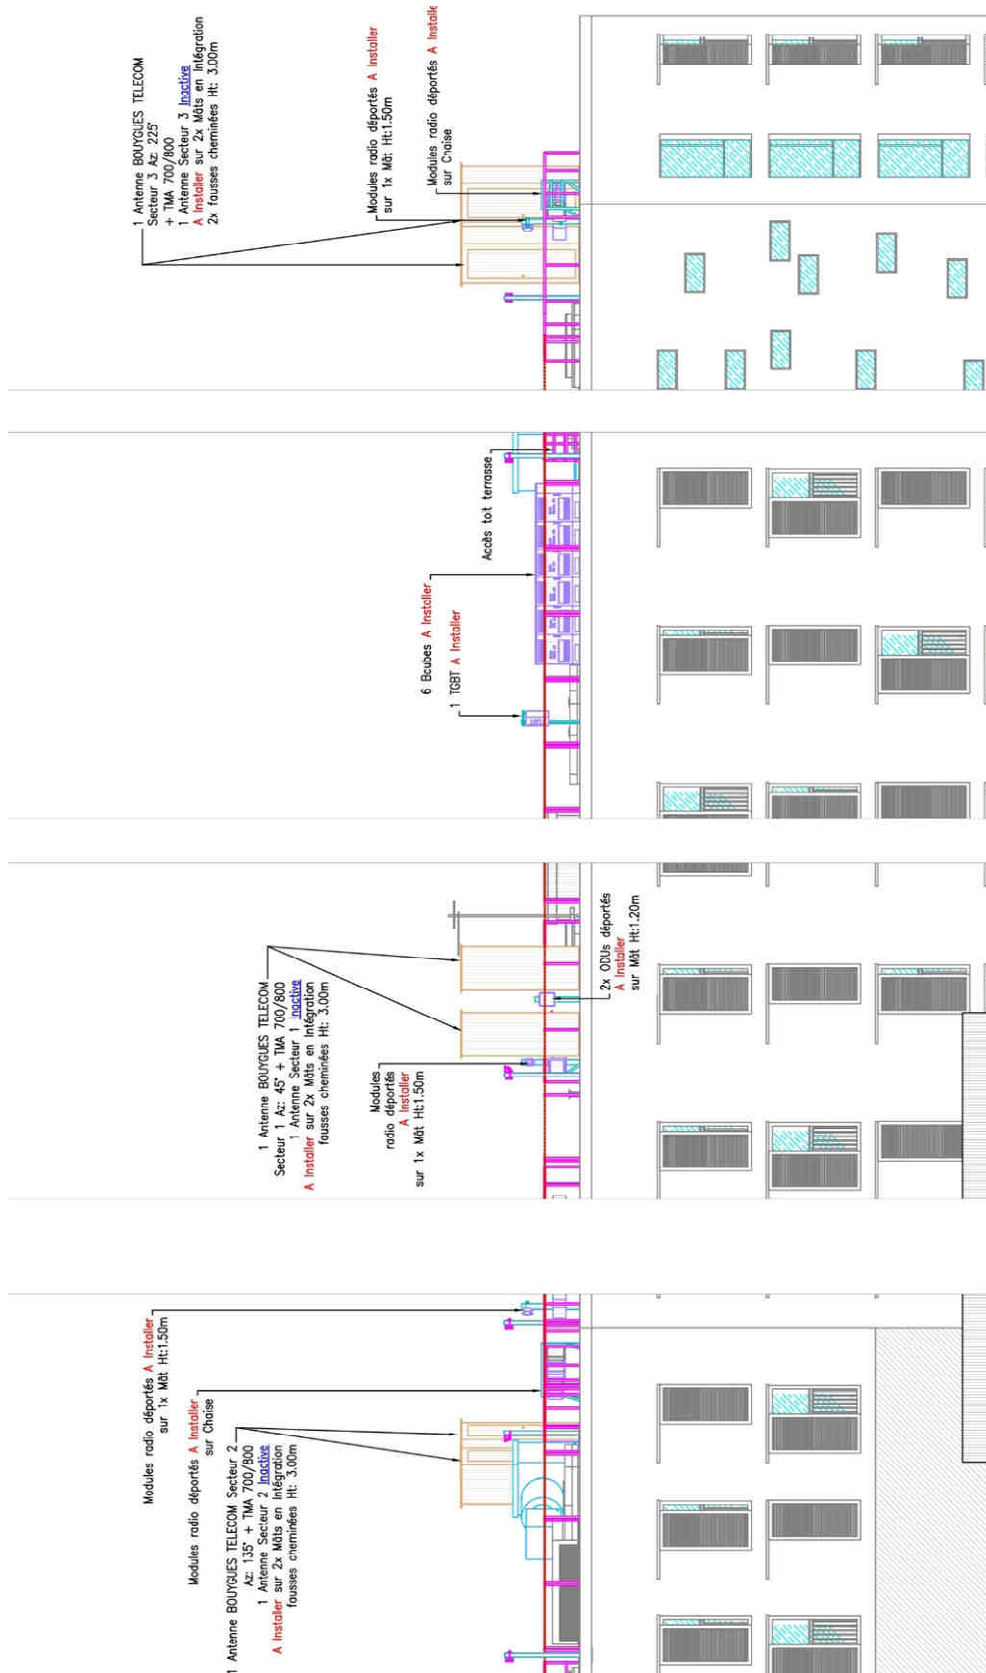 1 Antenne BOUYGUES TELECOM
Secteur 3 Az: 225°
+ TMA 700/800
1 Antenne Secteur 3 Inactive
A Installer sur 2x Mâts en Intégration
2x fausses cheminées Ht: 3.00m
Modules radio déportés A Installer
sur 1x Mât Ht:1.50m
Modules radio déportés A Installe
sur Chaise
Accès toit terrasse
6 Bcubes A Installer
1 TGBT A Installer
1 Antenne BOUYGUES TELECOM
Secteur 1 Az: 45° + TMA 700/800
1 Antenne Secteur 1 Inactive
A Installer sur 2x Mâts en Intégration
fausses cheminées Ht: 3.00m
Modules
radio déportés
A Installer
sur 1x Mât Ht:1.50m
2x ODUs déportés
A Installer
sur Mât Ht:1.20m
Modules radio déportés A Installer
sur 1x Mât Ht:1.50m
Modules radio déportés A Installer
sur Chaise
1 Antenne BOUYGUES TELECOM Secteur 2
Az: 135° + TMA 700/800
1 Antenne Secteur 2 Inactive
A Installer sur 2x Mâts en Intégration
fausses cheminées Ht: 3.00m